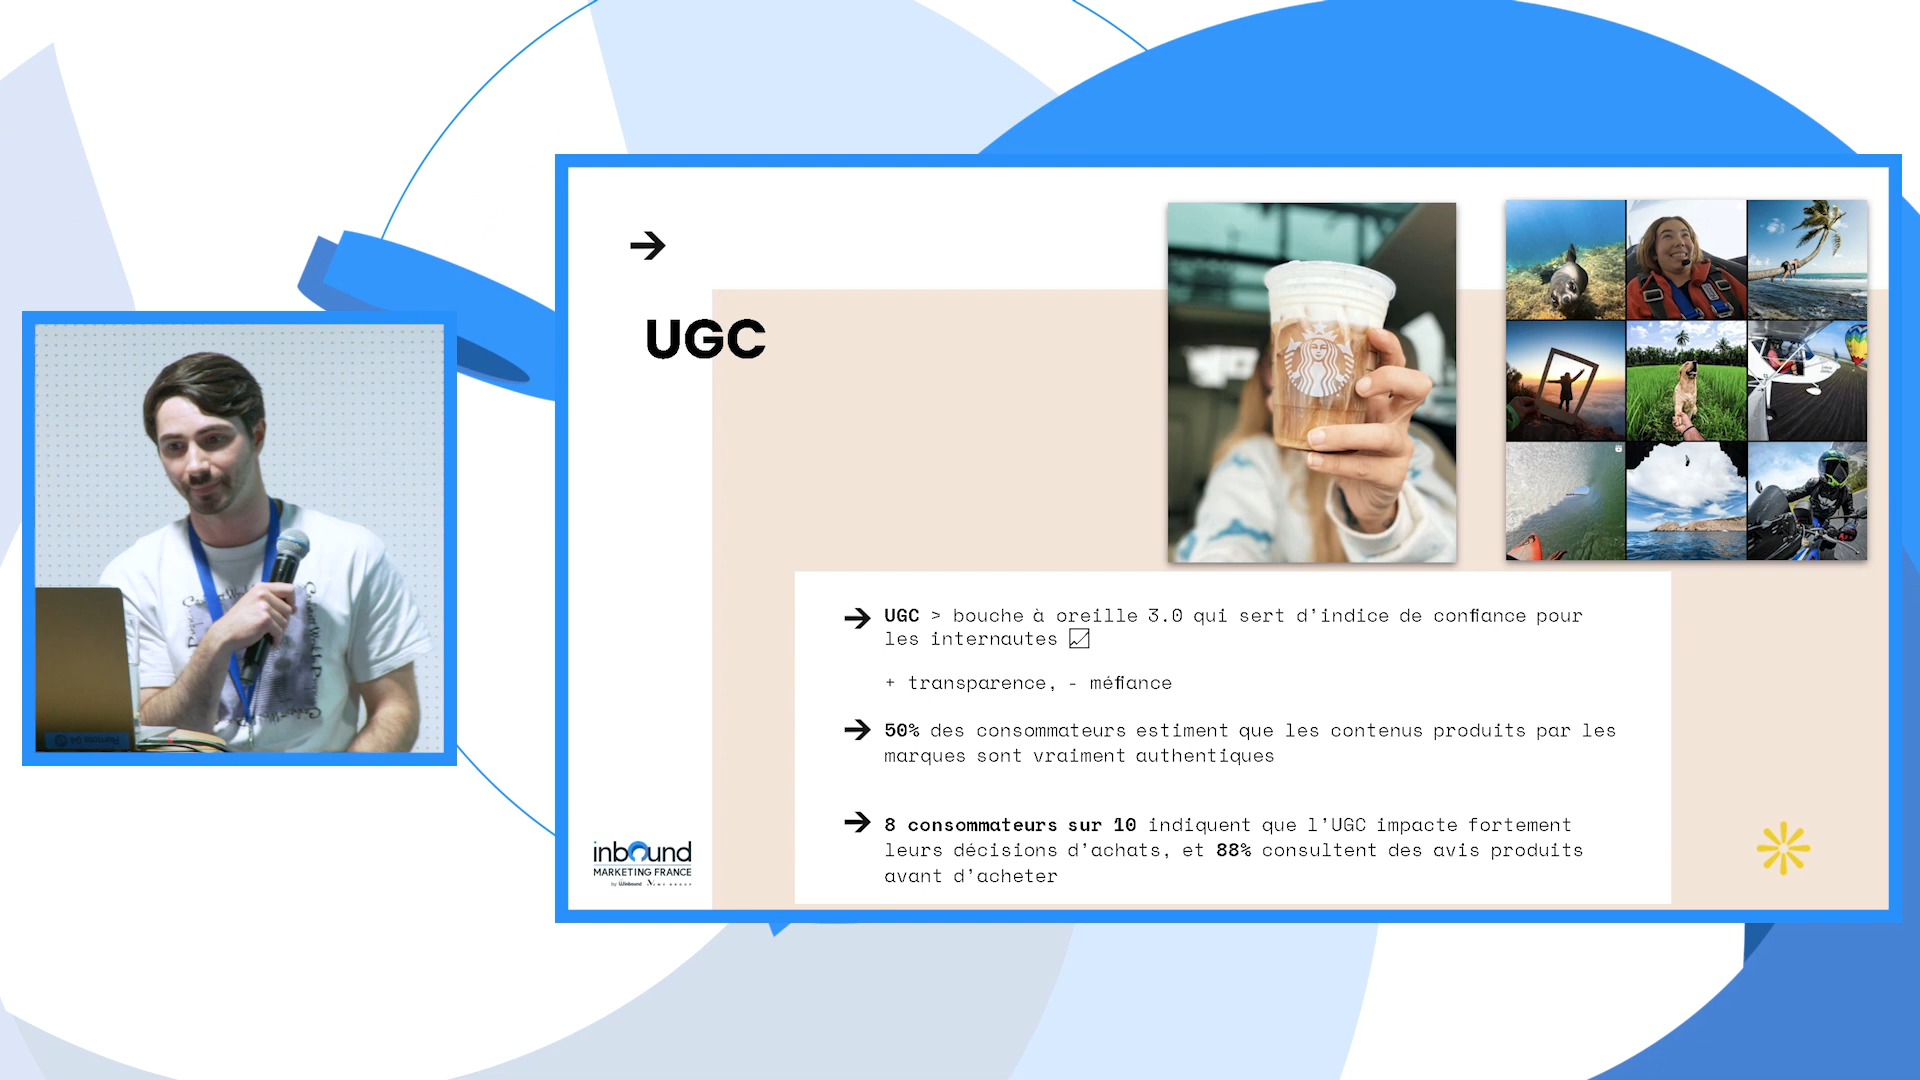 UGC
UGC > bouche à oreille 3.0 qui sert d'indice de confiance pour
les internautes
+ transparence, - méfiance
50% des consommateurs estiment que les contenus produits par les
marques sont vraiment authentiques
8 consommateurs sur 10 indiquent que l'UGC impacte fortement
leurs décisions d'achats, et 88% consultent des avis produits
avant d'acheter
inbound
MARKETING FRANCE
by Winbound